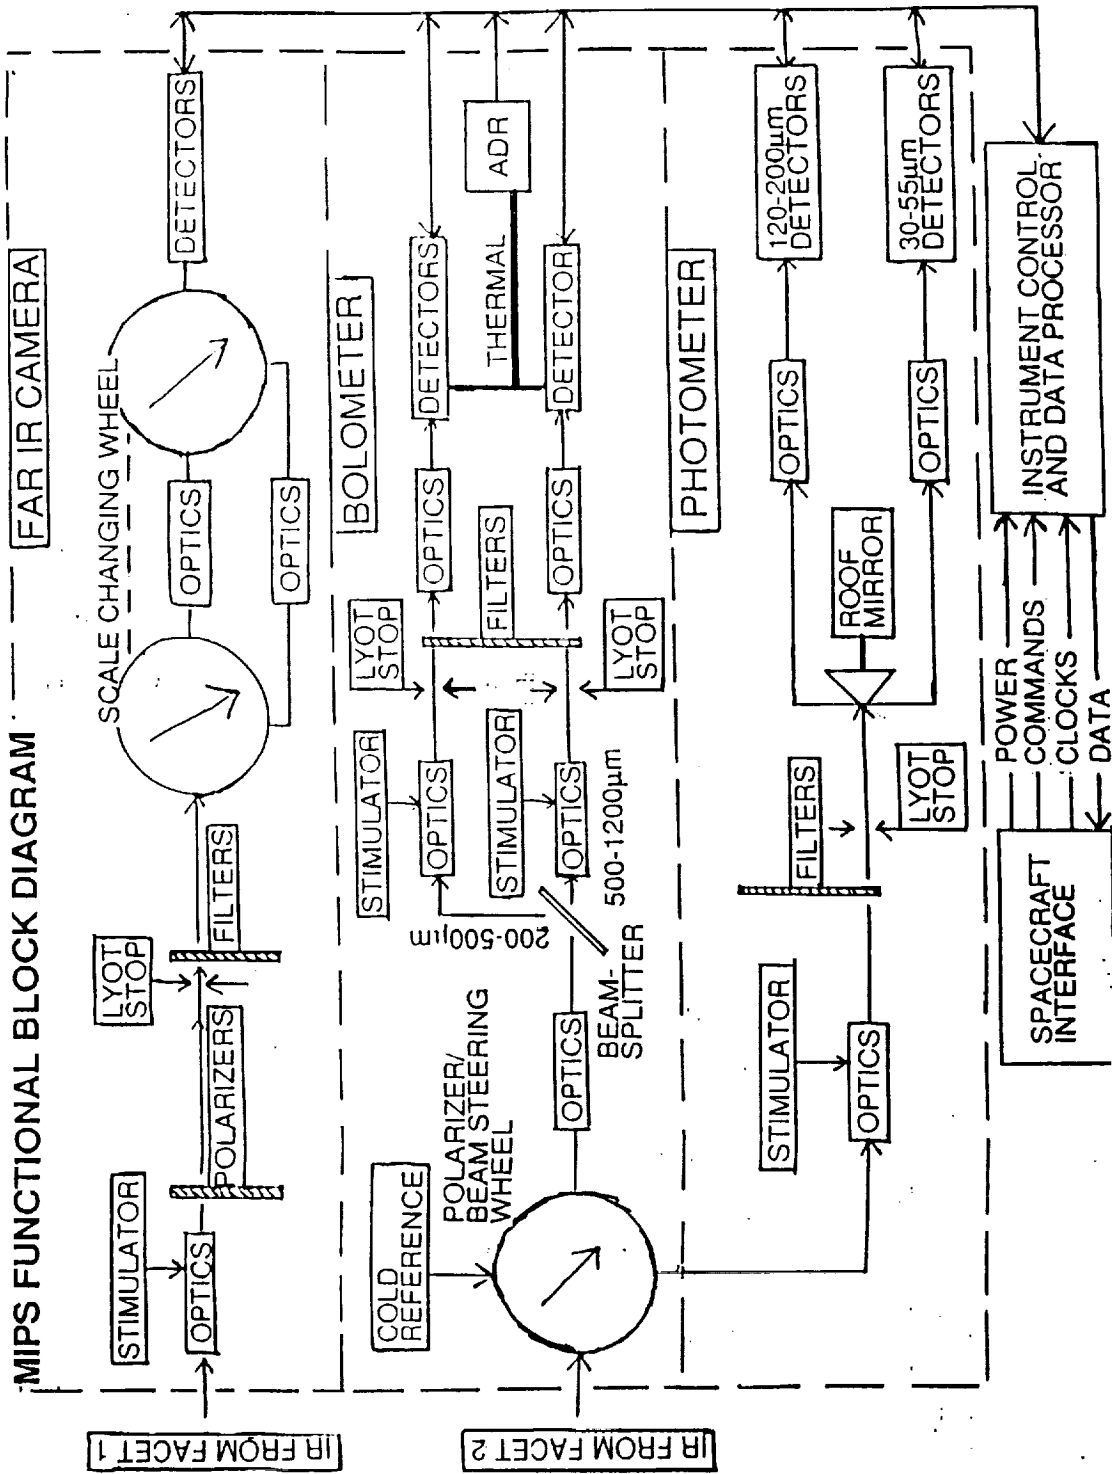 MIPS FUNCTIONAL BLOCK DIAGRAM
FAR IR CAMERA
IR FROM FACET 1
STIMULATOR
OPTICS
POLARIZERS
LYOT
STOP
FILTERS
SCALE CHANGING WHEEL
OPTICS
OPTICS
DETECTORS
BOLOMETER
IR FROM FACET 2
COLD
REFERENCE
POLARIZER/
BEAM STEERING
WHEEL
OPTICS
BEAM-
SPLITTER
200-500µm
500-1200µm
STIMULATOR
OPTICS
STIMULATOR
OPTICS
LYOT
STOP
LYOT
STOP
FILTERS
OPTICS
OPTICS
DETECTORS
DETECTOR
THERMAL
ADR
PHOTOMETER
STIMULATOR
OPTICS
FILTERS
LYOT
STOP
ROOF
MIRROR
OPTICS
OPTICS
120-200µm
DETECTORS
30-55µm
DETECTORS
SPACECRAFT
INTERFACE
POWER
COMMANDS
CLOCKS
DATA
INSTRUMENT CONTROL
AND DATA PROCESSOR